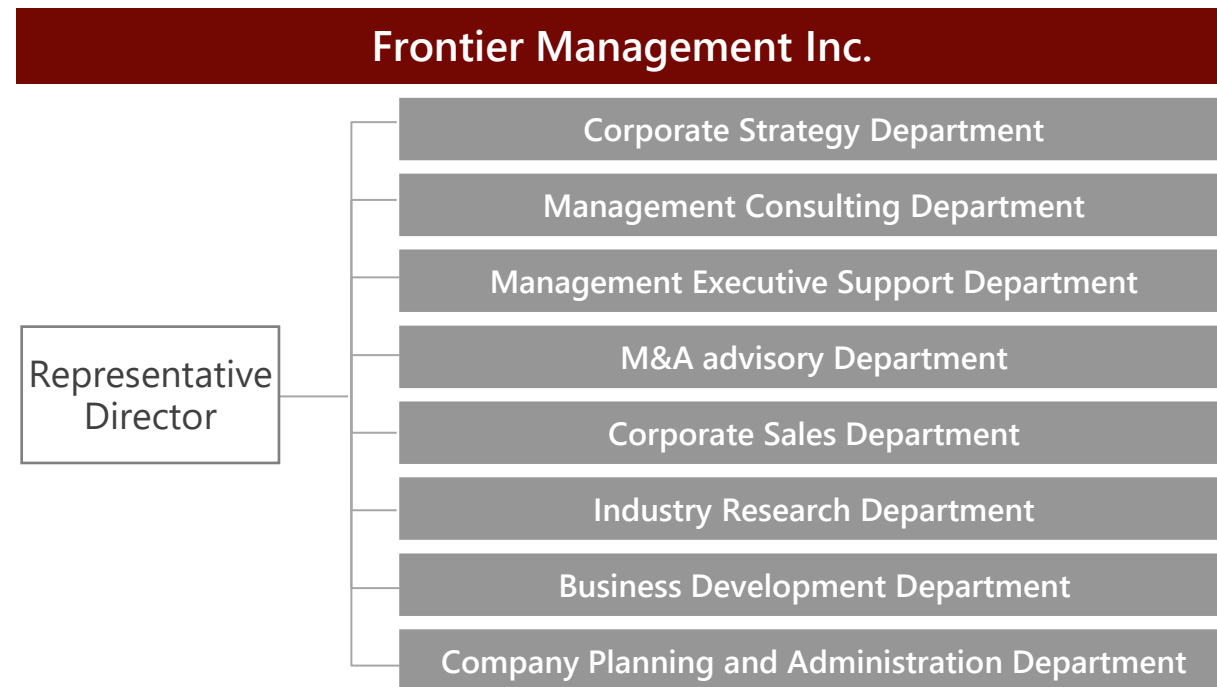 Frontier Management Inc.
Corporate Strategy Department
Management Consulting Department
Management Executive Support Department
Representative
Director
M&A advisory Department
Corporate Sales Department
Industry Research Department
Business Development Department
Company Planning and Administration Department